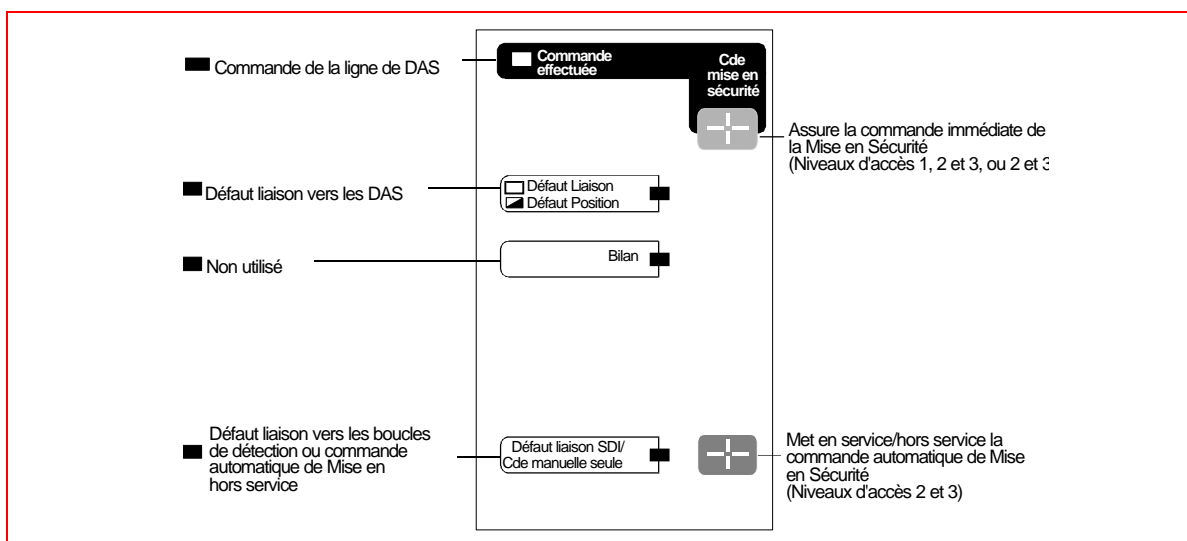 Commande de la ligne de DAS
Commande
effectuée
Cde
mise en
sécurité
Assure la commande immédiate de
la Mise en Sécurité
(Niveaux d'accès 1, 2 et 3, ou 2 et 3
Défaut liaison vers les DAS
Défaut Liaison
Défaut Position
Non utilisé
Bilan
Défaut liaison vers les boucles
de détection ou commande
automatique de Mise en
hors service
Défaut liaison SDI/
Cde manuelle seule
Met en service/hors service la
commande automatique de Mise
en Sécurité
(Niveaux d'accès 2 et 3)